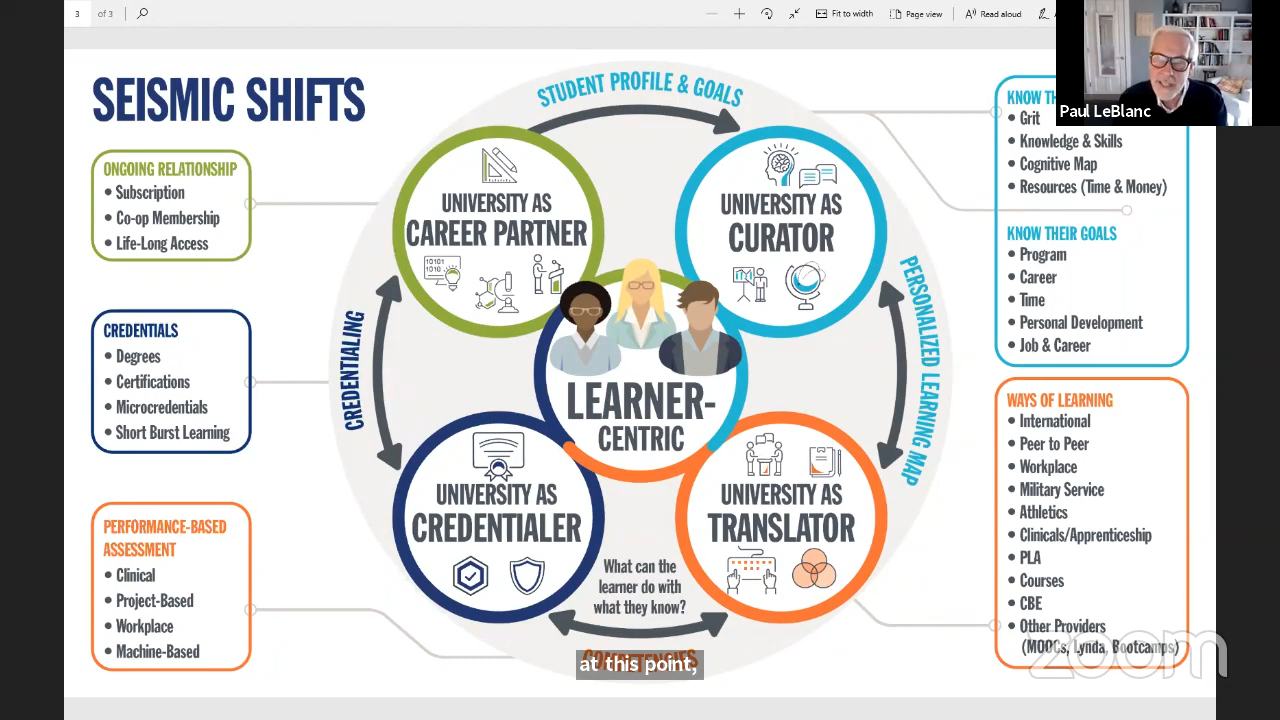 3 of 3
Fit to width
Page view
Read aloud
Paul LeBlanc
SEISMIC SHIFTS
ONGOING RELATIONSHIP
• Subscription
• Co-op Membership
• Life-Long Access
CREDENTIALS
• Degrees
• Certifications
• Microcredentials
• Short Burst Learning
PERFORMANCE-BASED
ASSESSMENT
• Clinical
• Project-Based
• Workplace
• Machine-Based
STUDENT PROFILE & GOALS
UNIVERSITY AS
CAREER PARTNER
10101
1010
UNIVERSITY AS
CURATOR
CREDENTIALING
PERSONALIZED LEARNING MAP
LEARNER-
CENTRIC
UNIVERSITY AS
CREDENTIALER
UNIVERSITY AS
TRANSLATOR
What can the
learner do with
what they know?
COMPETENCIES
at this point,
KNOW
• Grit
• Knowledge & Skills
• Cognitive Map
• Resources (Time & Money)
KNOW THEIR GOALS
• Program
• Career
• Time
• Personal Development
• Job & Career
WAYS OF LEARNING
• International
• Peer to Peer
• Workplace
• Military Service
• Athletics
• Clinicals/Apprenticeship
• PLA
• Courses
• CBE
• Other Providers
(MOOCs, Lynda, Bootcamps)
zoom